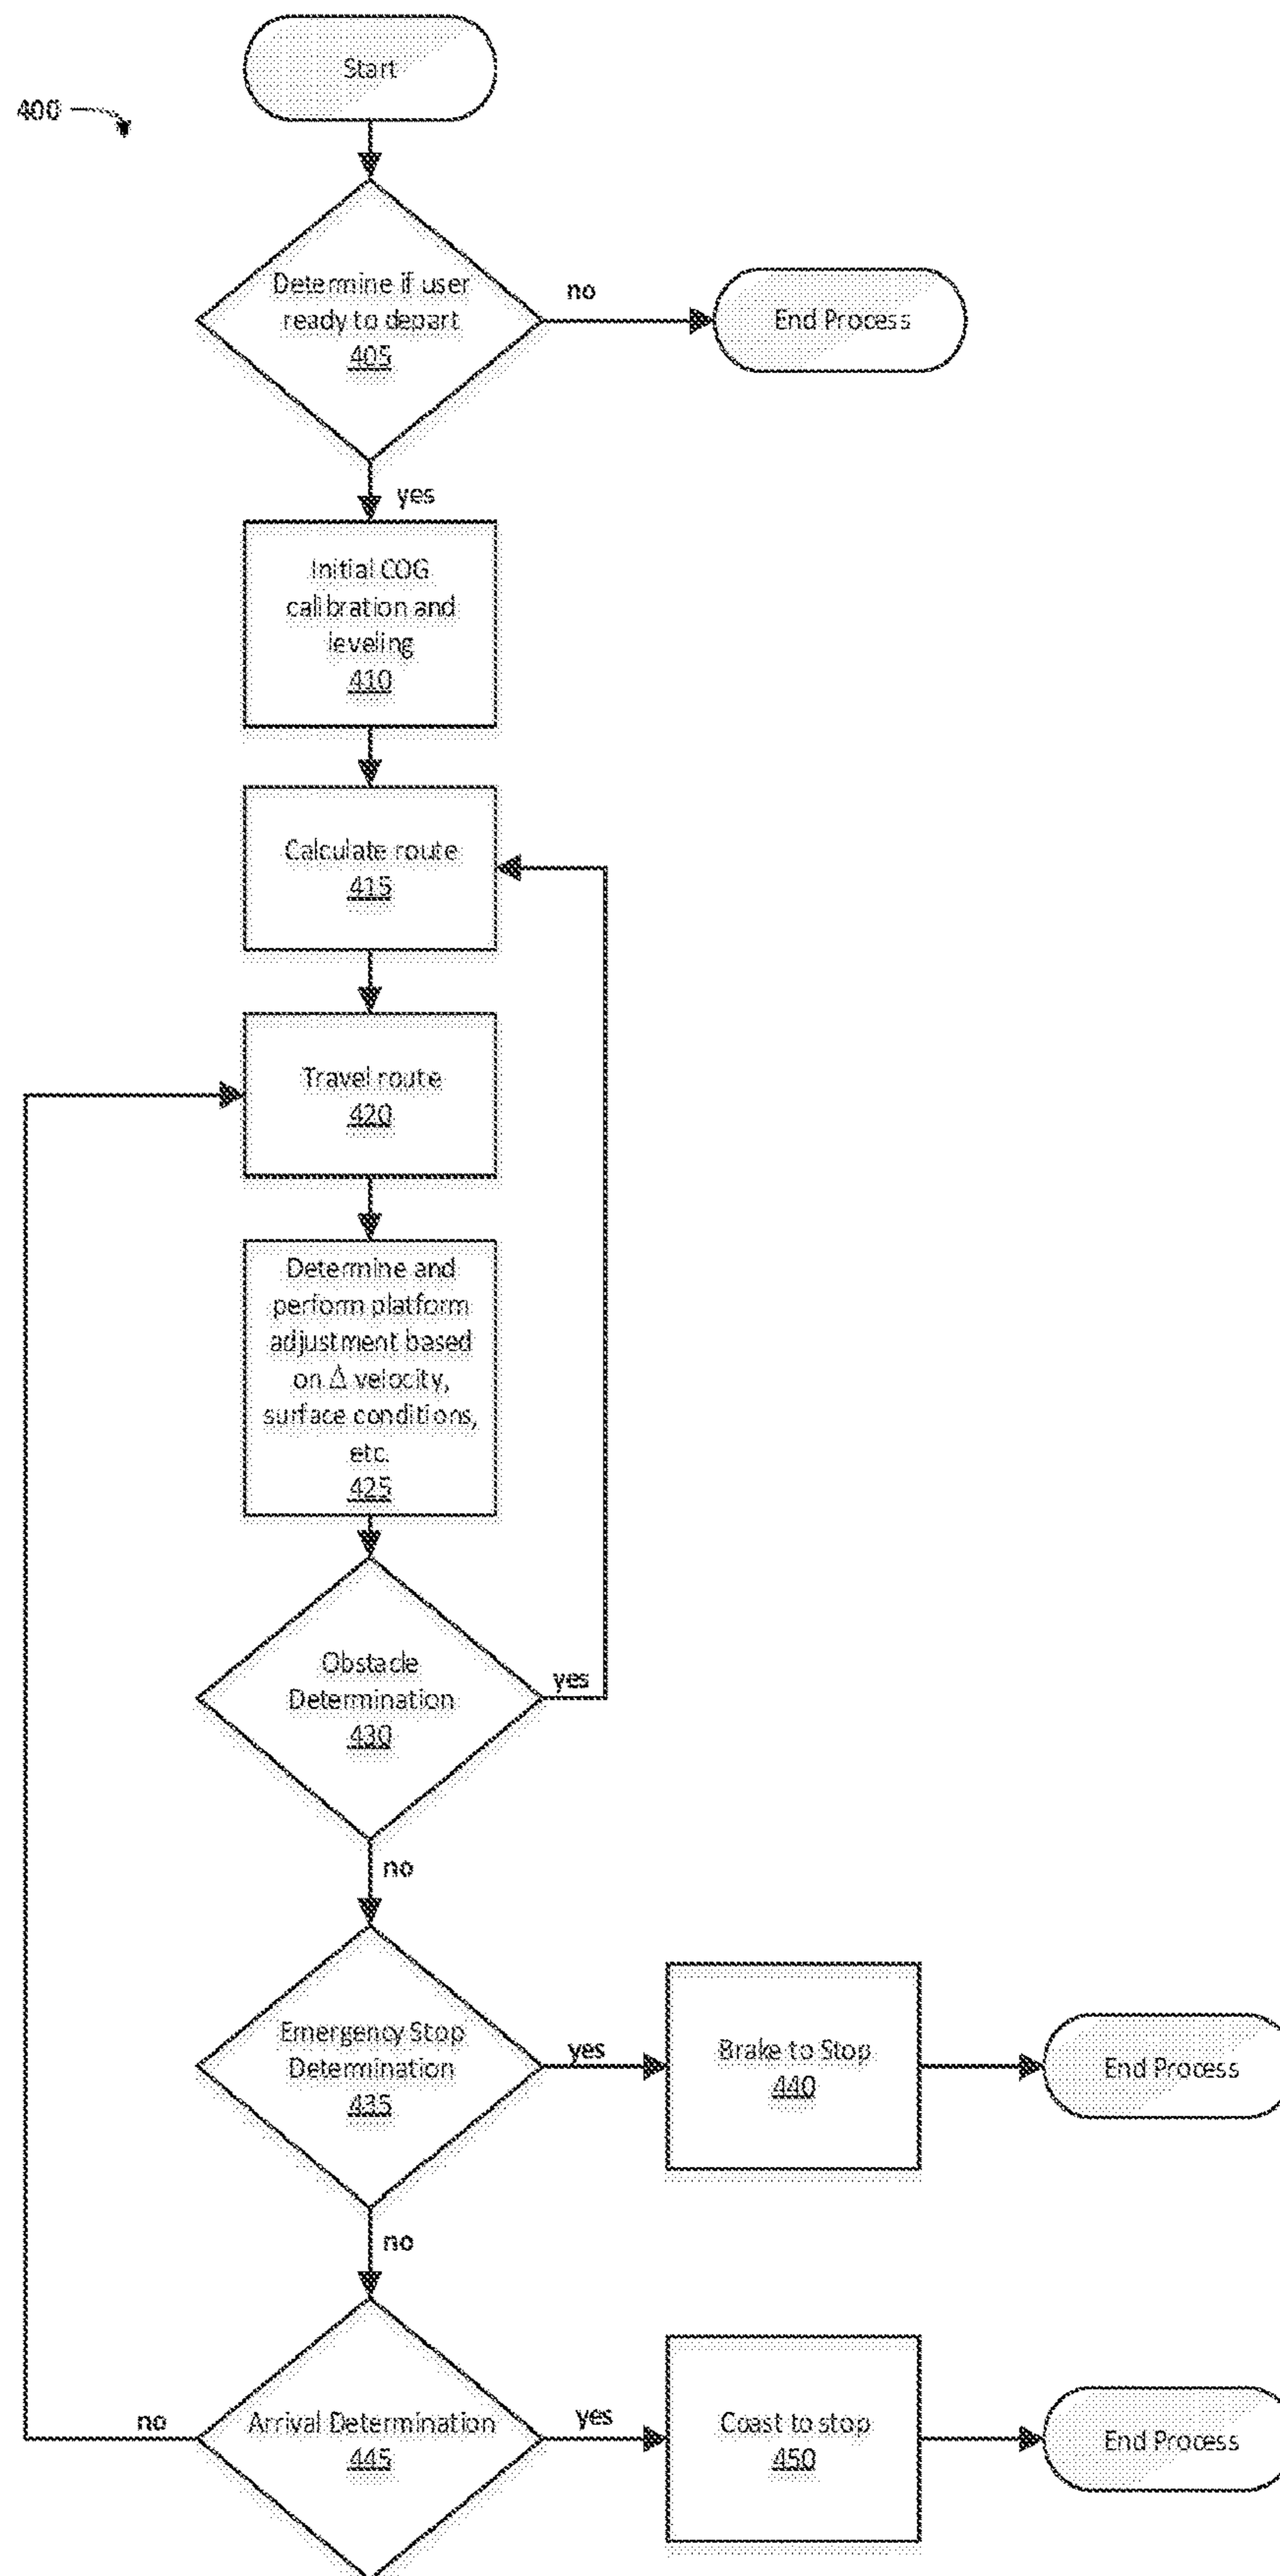 Start
400
Determine if user
ready to depart
405
no
End Process
yes
Initial COG
calibration and
leveling
410
Calculate route
415
Travel route
420
Determine and
perform platform
adjustment based
on Δ velocity,
surface conditions,
etc.
425
Obstacle
Determination
430
yes
no
Emergency Stop
Determination
435
yes
Brake to Stop
440
End Process
no
no
Arrival Determination
445
yes
Coast to stop
450
End Process